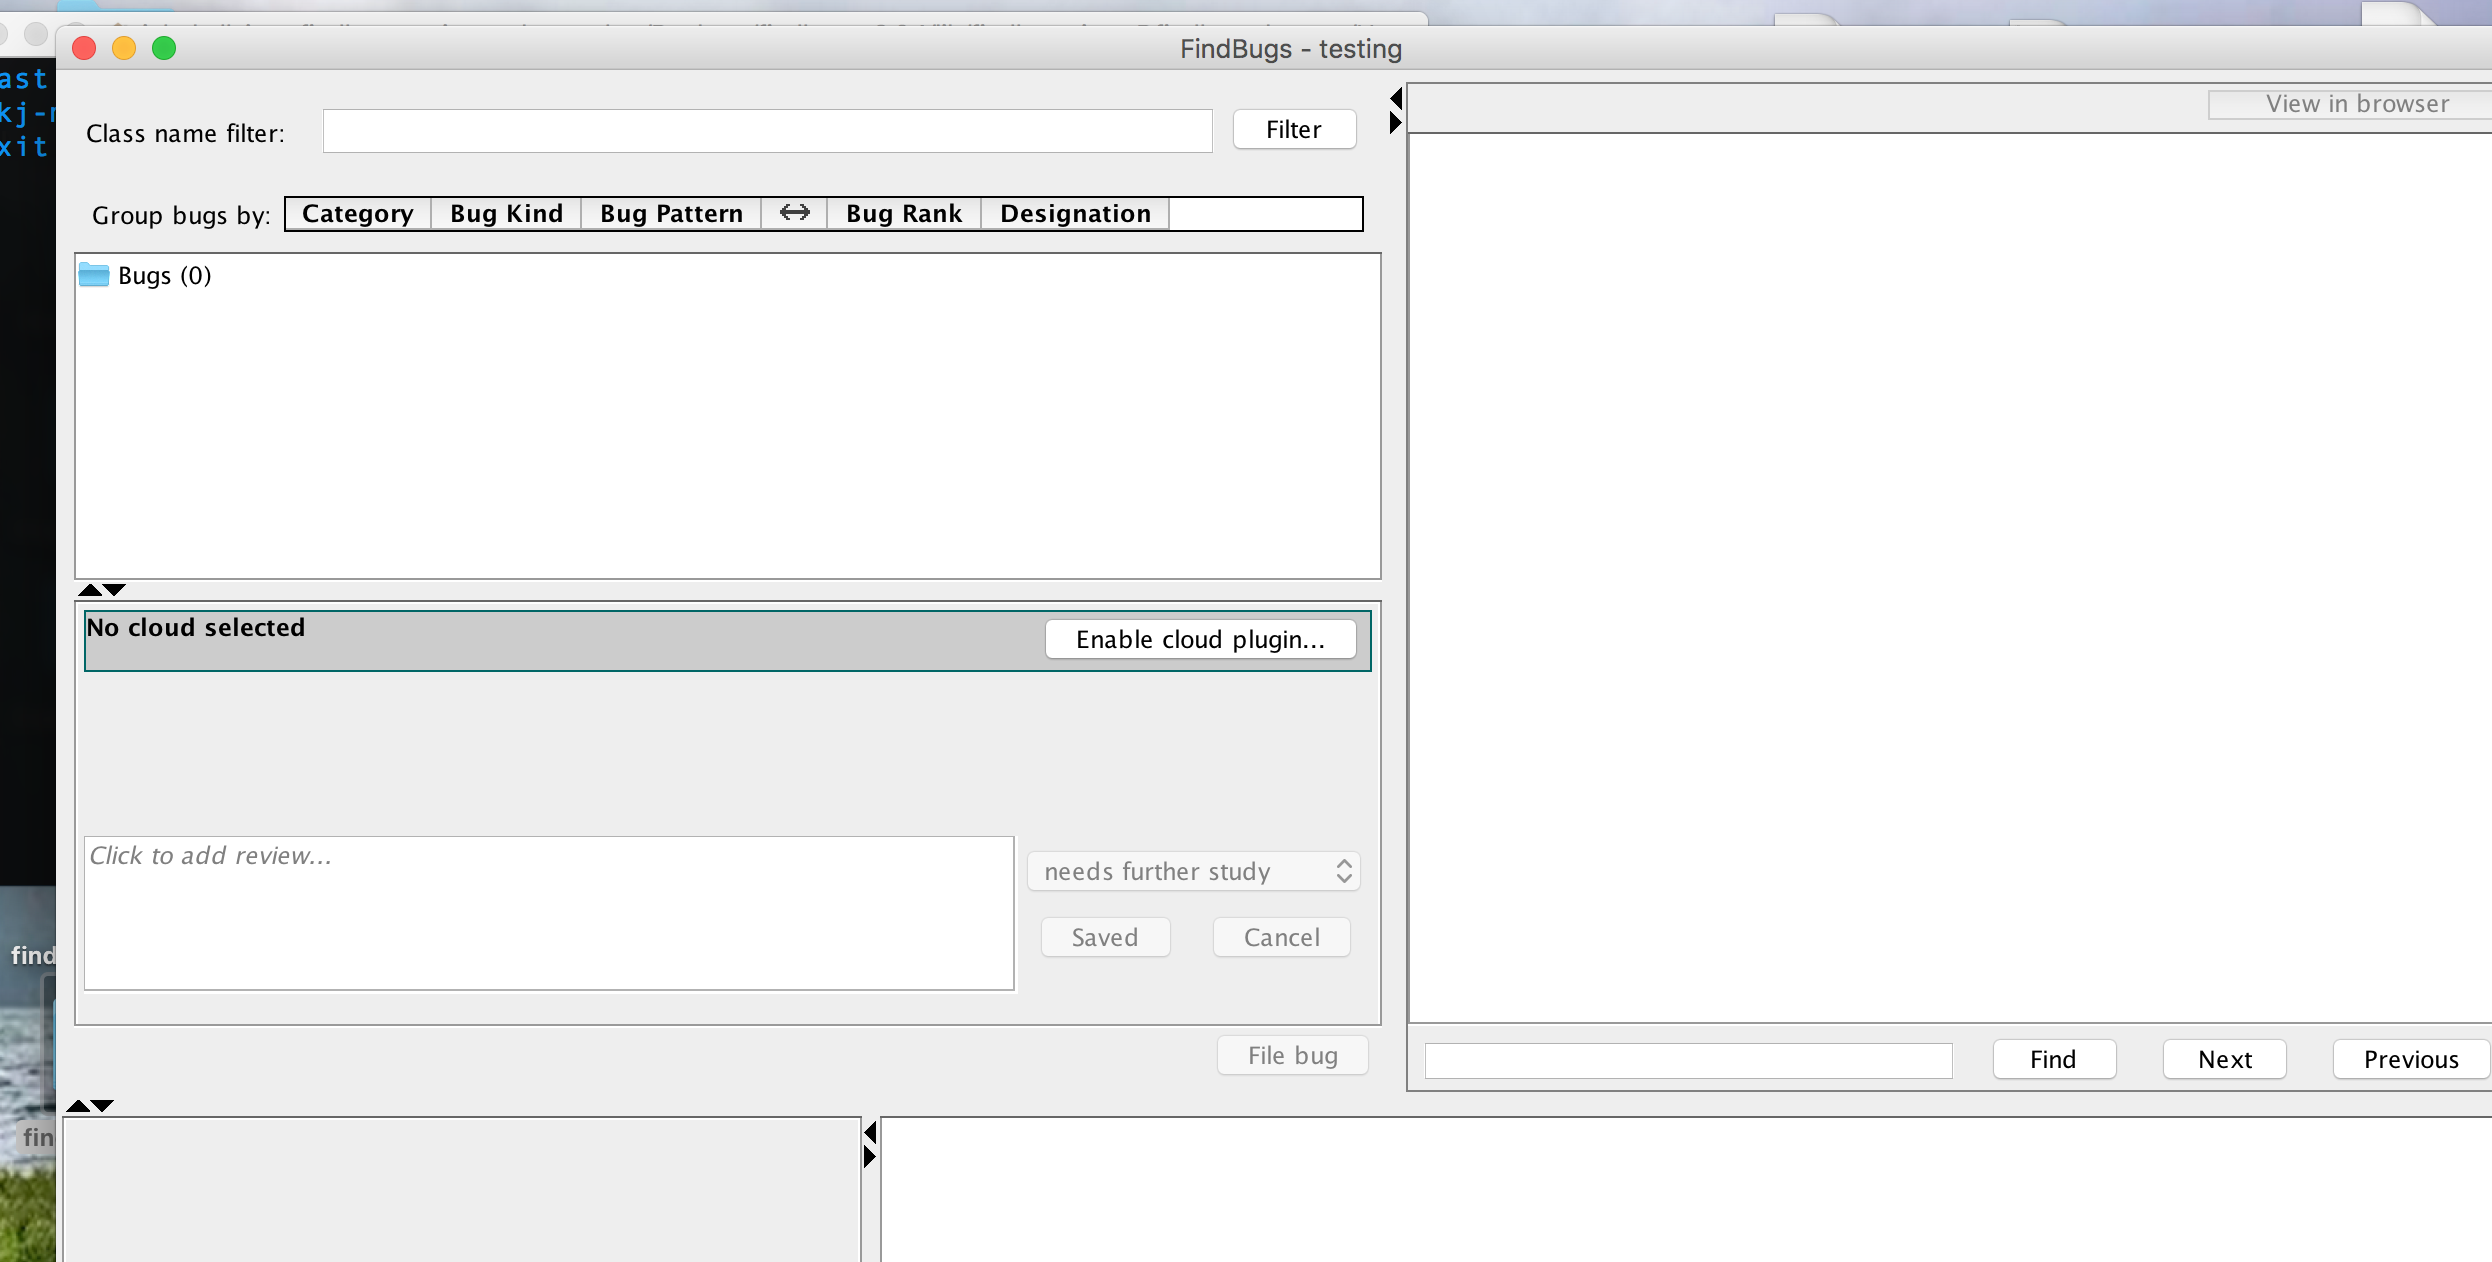 FindBugs - testing
ast
kj-r
xit
Class name filter:
Filter
View in browser
Group bugs by:
Category Bug Kind Bug Pattern ↔ Bug Rank Designation
Bugs (0)
No cloud selected
Enable cloud plugin...
Click to add review...
needs further study
Saved Cancel
File bug
Find Next Previous
find
fin